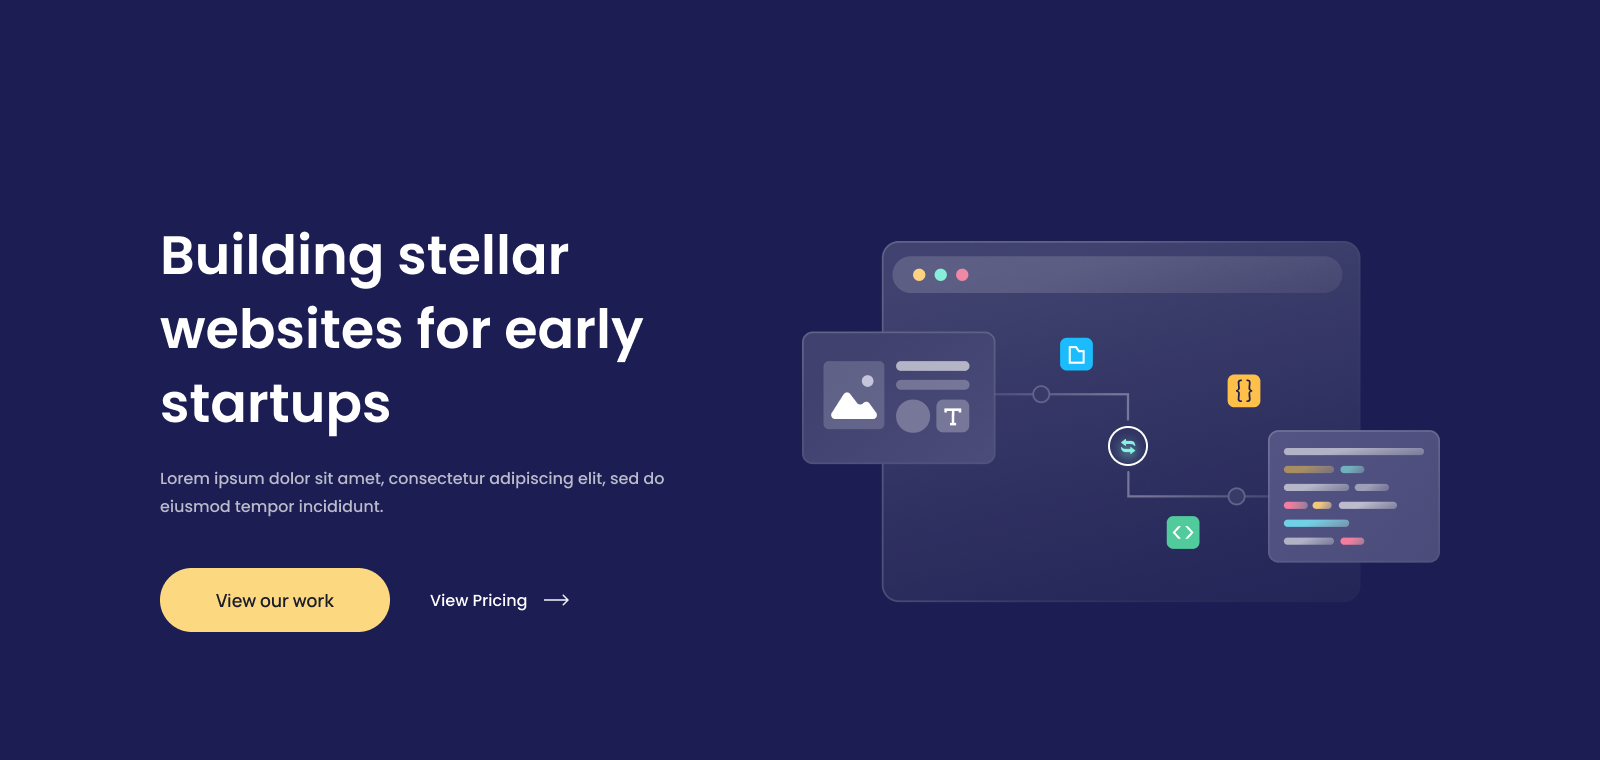 Building stellar
websites for early
startups
Lorem ipsum dolor sit amet, consectetur adipiscing elit, sed do
eiusmod tempor incididunt.
View our work
View Pricing
T
{}
<>